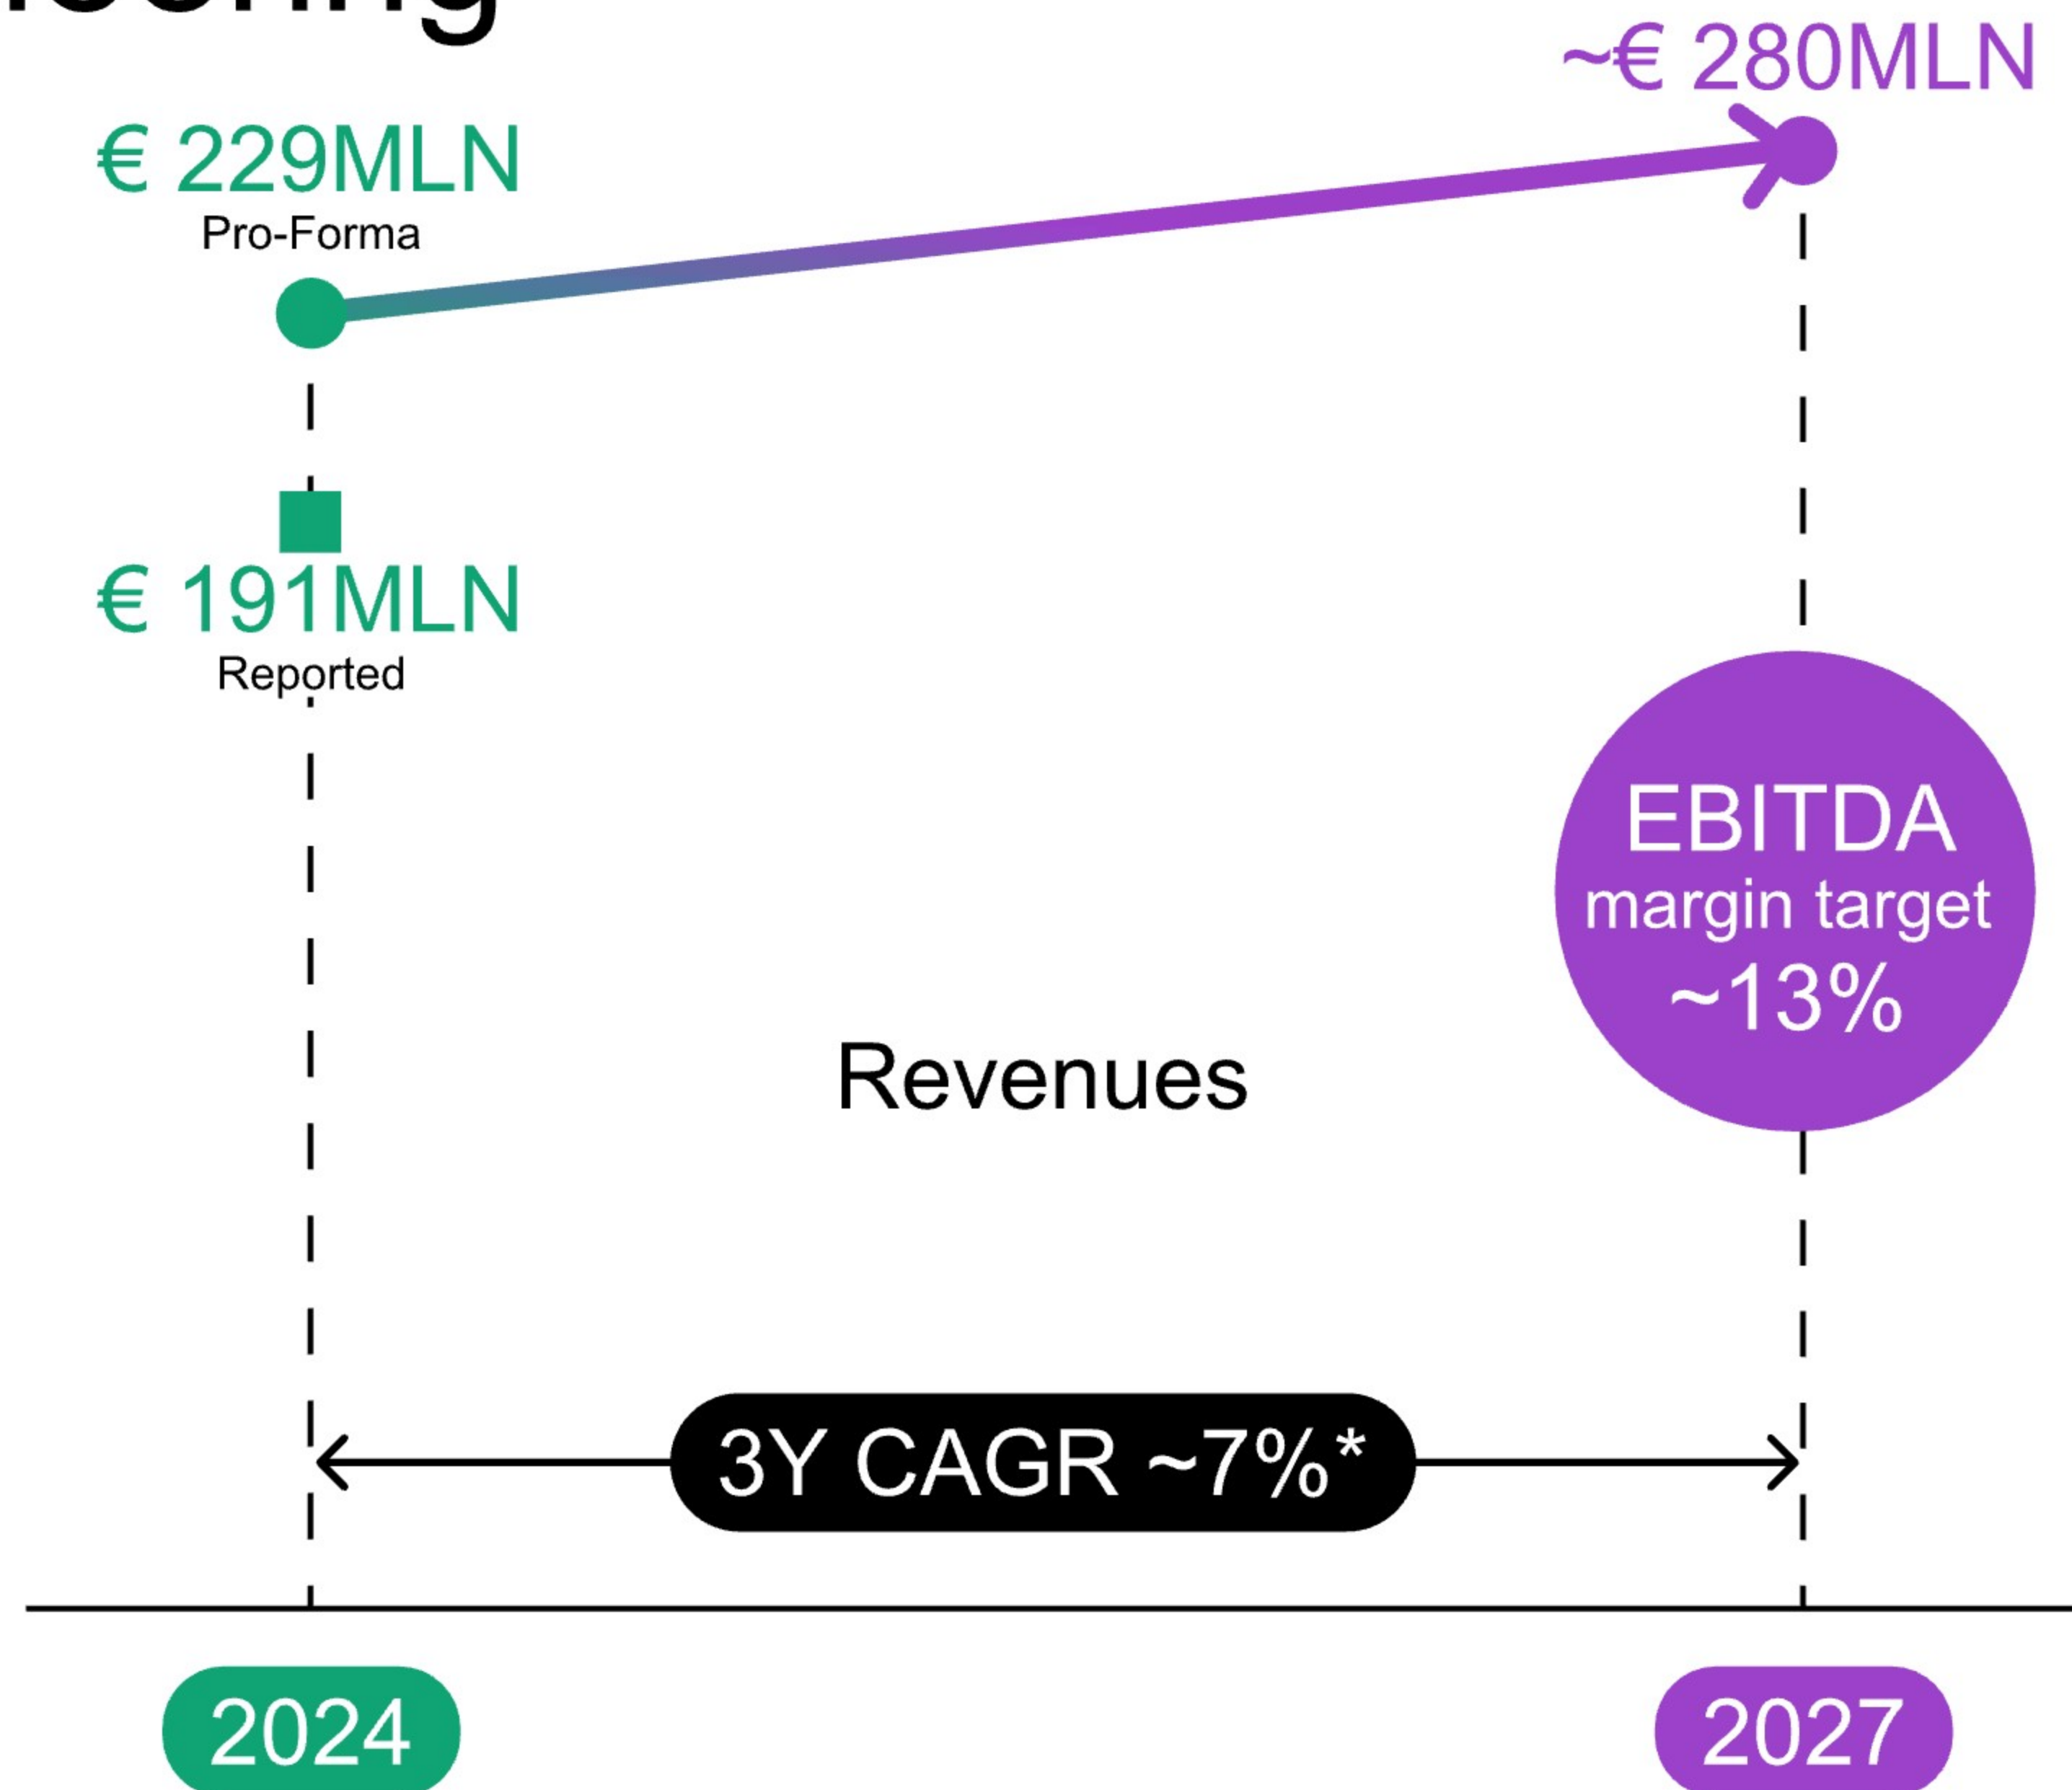 ~€ 280MLN
€ 229MLN
Pro-Forma
€ 191MLN
Reported
EBITDA
margin target
~13%
Revenues
3Y CAGR ~7%*
2024
2027